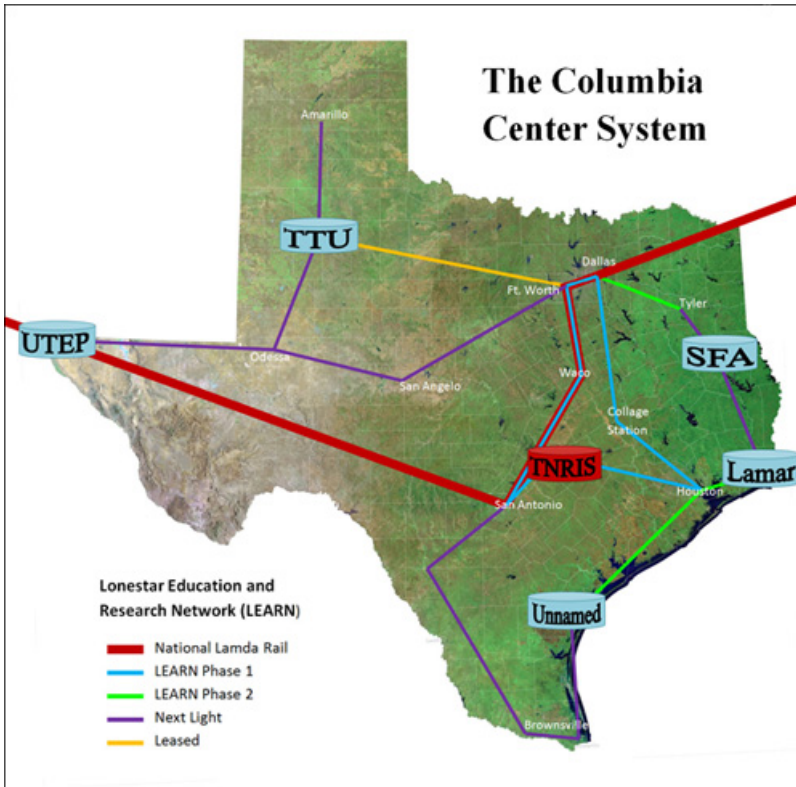 The Columbia
Center System
Amarillo
TTU
Dallas
Ft. Worth
Tyler
UTEP
Odessa
SFA
San Angelo
Waco
Collage
Station
TNRIS
Lamar
Houston
San Antonio
Lonestar Education and
Research Network (LEARN)
Unnamed
National Lamda Rail
LEARN Phase 1
LEARN Phase 2
Next Light
Leased
Brownsville